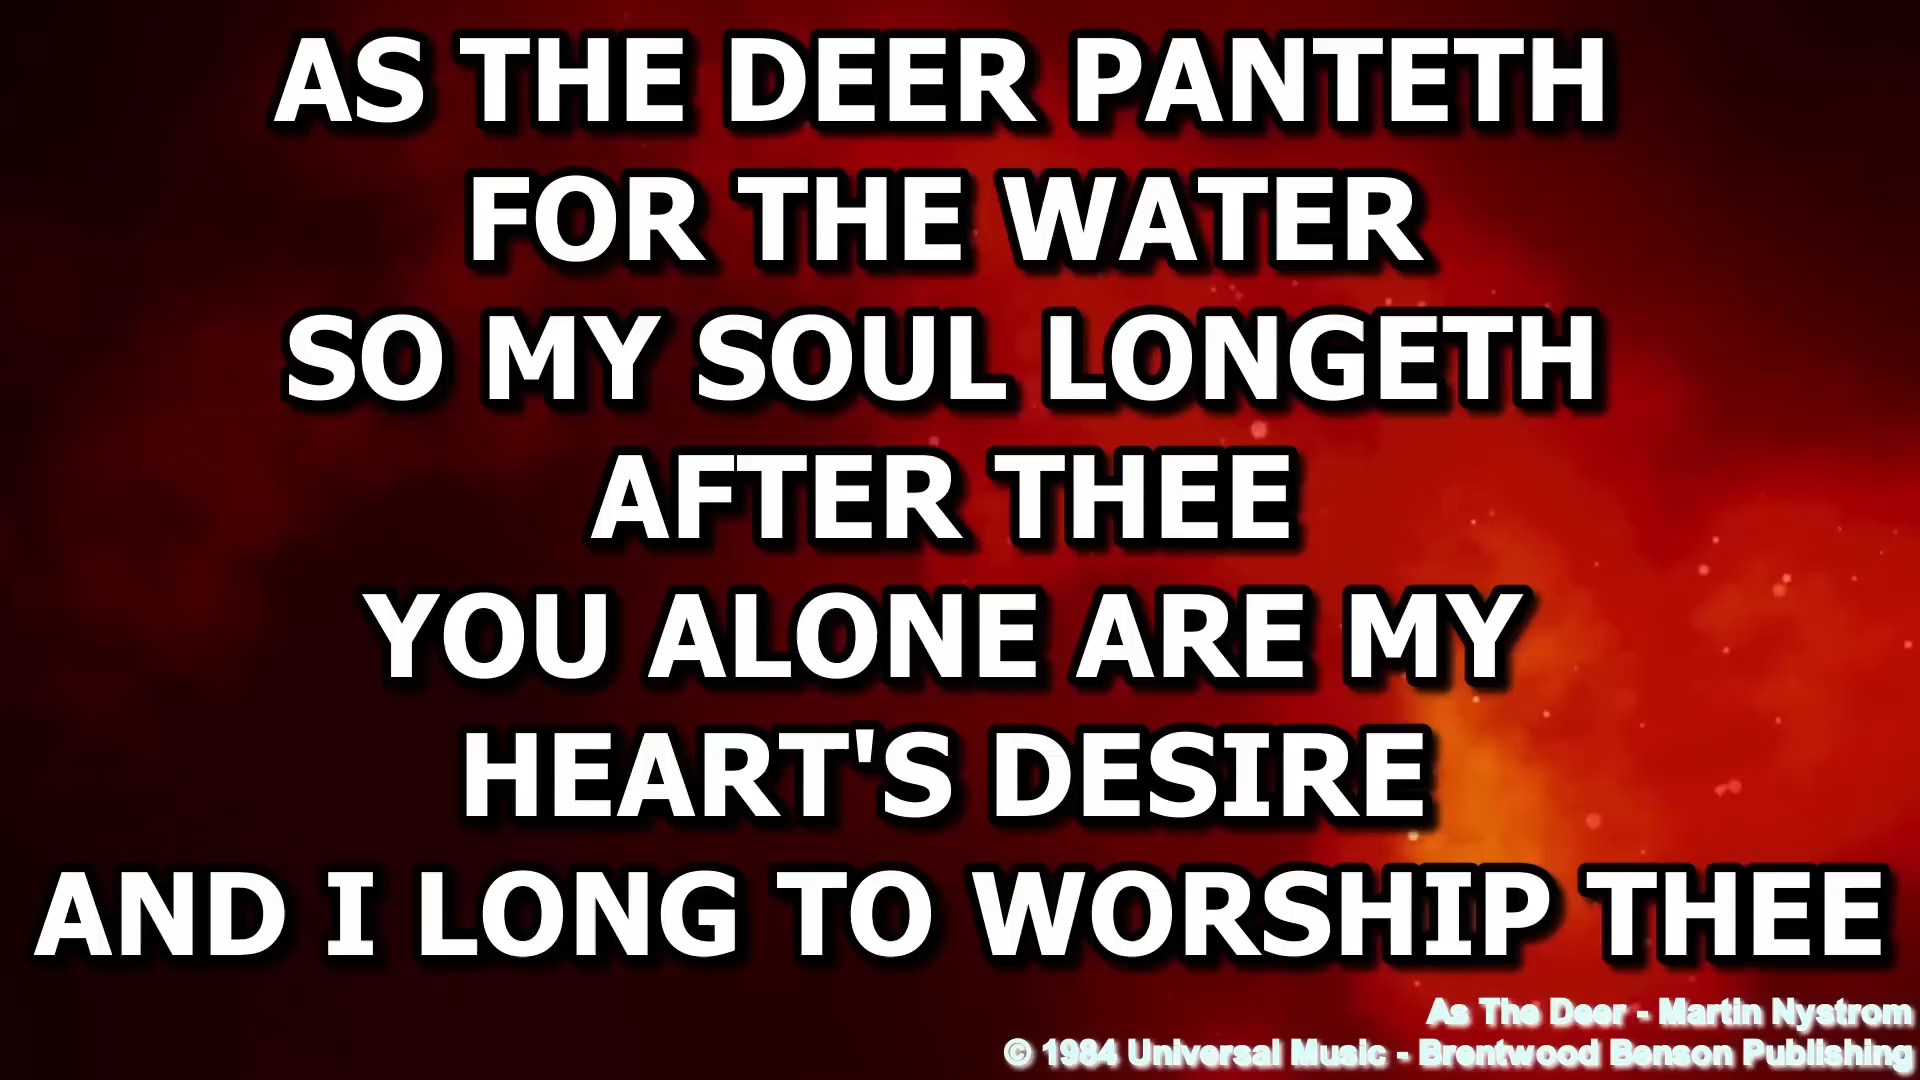 AS THE DEER PANTETH
FOR THE WATER
SO MY SOUL LONGETH
AFTER THEE
YOU ALONE ARE MY
HEART'S DESIRE
AND I LONG TO WORSHIP THEE
As The Deer - Martin Nystrom
© 1984 Universal Music - Brentwood Benson Publishing